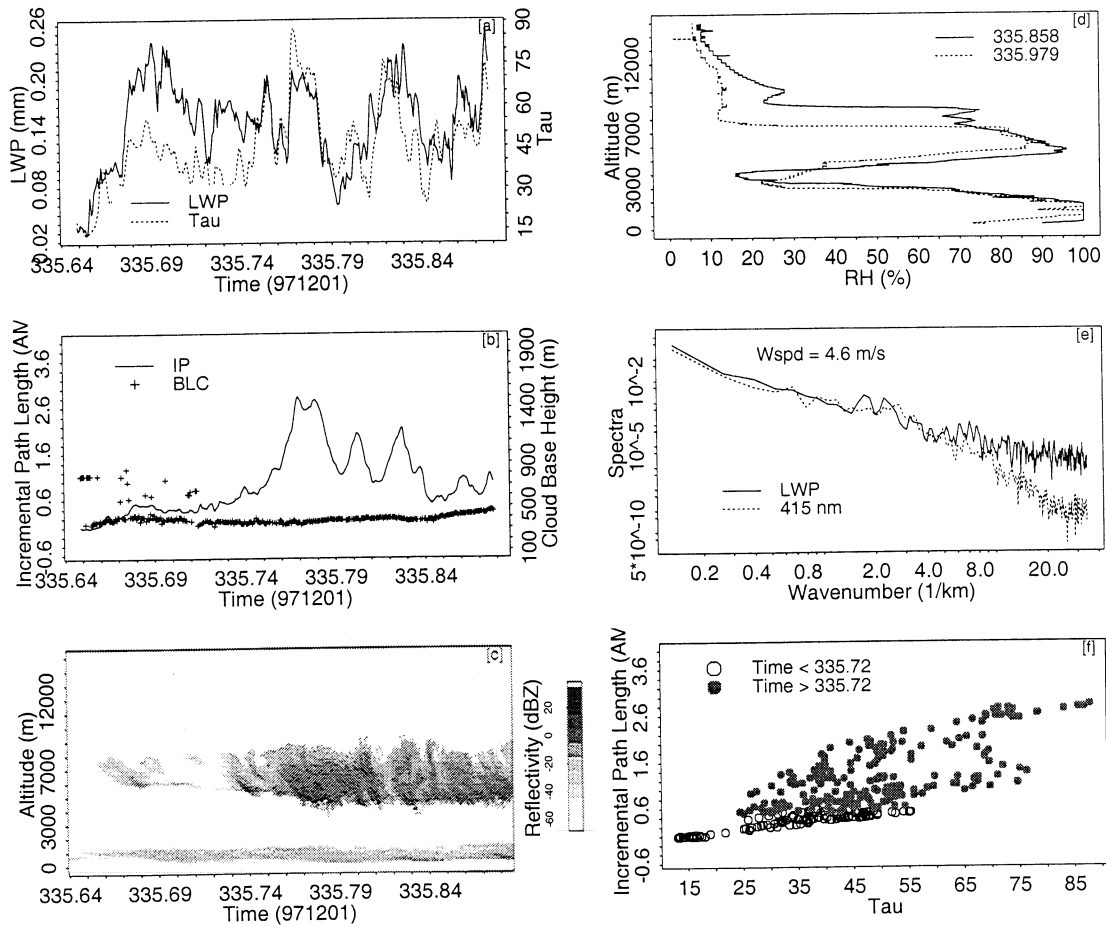 [a]
LWP (mm)
0.02 0.08 0.14 0.20 0.26
Tau
15 30 45 60 75 90
LWP
Tau
335.64 335.69 335.74 335.79 335.84
Time (971201)
[d]
Altitude (m)
0 3000 7000 12000
335.858
335.979
0 10 20 30 40 50 60 70 80 90 100
RH (%)
[b]
Incremental Path Length (AM
-0.6 0.6 1.6 2.6 3.6
Cloud Base Height (m)
100 500 900 1400 1900
IP
BLC
335.64 335.69 335.74 335.79 335.84
Time (971201)
[e]
Spectra
5*10^-10 10^-5 10^-2
Wspd = 4.6 m/s
LWP
415 nm
0.2 0.4 0.8 2.0 4.0 8.0 20.0
Wavenumber (1/km)
[c]
Altitude (m)
0 3000 7000 12000
335.64 335.69 335.74 335.79 335.84
Time (971201)
Reflectivity (dBZ)
-60 -40 -20 0 20
[f]
Incremental Path Length (AM
-0.6 0.6 1.6 2.6 3.6
Time < 335.72
Time > 335.72
15 25 35 45 55 65 75 87
Tau